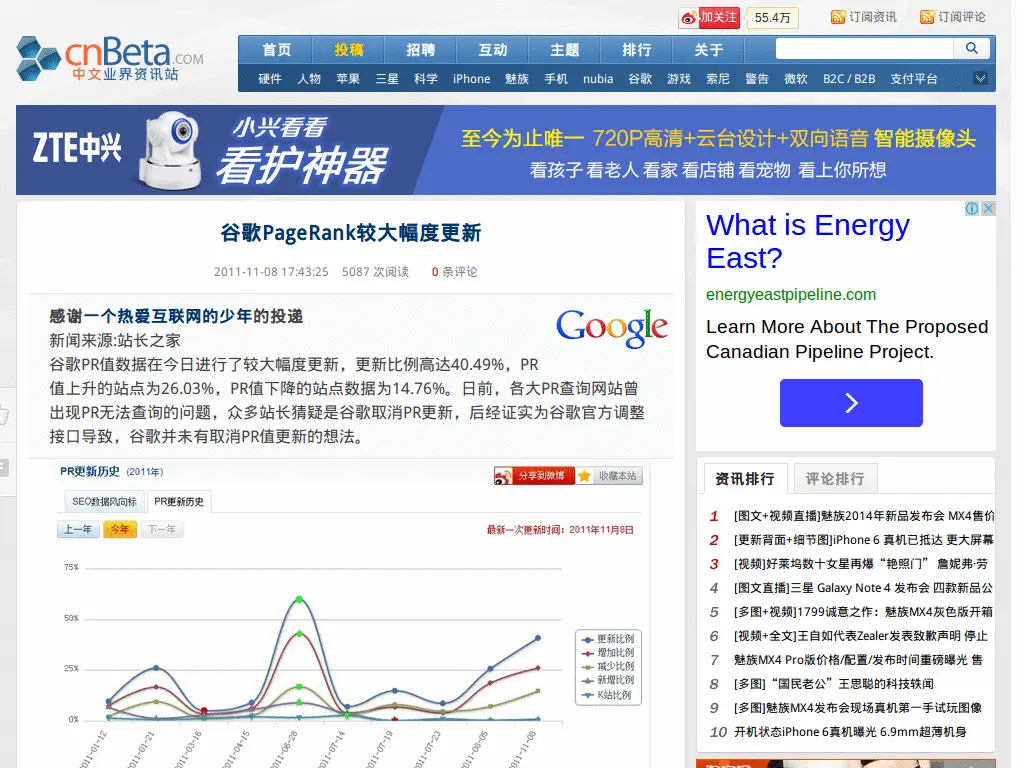 加关注
55.4万
订阅资讯
订阅评论
cnBeta.COM
中文业界资讯站
首页 投稿 招聘 互动 主题 排行 关于
硬件 人物 苹果 三星 科学 iPhone 魅族 手机 nubia 谷歌 游戏 索尼 警告 微软 B2C / B2B 支付平台
ZTE中兴
小兴看看
看护神器
至今为止唯一 720P高清+云台设计+双向语音 智能摄像头
看孩子 看老人 看家 看店铺 看宠物 看上你所想
谷歌PageRank较大幅度更新
2011-11-08 17:43:25 5087 次阅读 0 条评论
感谢一个热爱互联网的少年的投递
新闻来源:站长之家
谷歌PR值数据在今日进行了较大幅度更新，更新比例高达40.49%，PR
值上升的站点为26.03%，PR值下降的站点数据为14.76%。日前，各大PR查询网站曾
出现PR无法查询的问题，众多站长猜疑是谷歌取消PR更新，后经证实为谷歌官方调整
接口导致，谷歌并未有取消PR值更新的想法。
Google
PR更新历史 (2011年)
分享到微博
收藏本站
SEO数据风向标 PR更新历史
上一年 今年 下一年
最新一次更新时间：2011年11月8日
75%
50%
25%
0%
更新比例
增加比例
减少比例
新增比例
K站比例
2011-01-12
2011-01-21
2011-03-16
2011-04-15
2011-06-28
2011-07-14
2011-07-19
2011-07-23
2011-08-05
2011-11-08
What is Energy
East?
energyeastpipeline.com
Learn More About The Proposed
Canadian Pipeline Project.
资讯排行 评论排行
1 [图文+视频直播]魅族2014年新品发布会 MX4售价
2 [更新背面+细节图]iPhone 6 真机已抵达 更大屏幕
3 [视频]好莱坞数十女星再爆“艳照门” 詹妮弗·劳
4 [图文直播]三星 Galaxy Note 4 发布会 四款新品公
5 [多图+视频]1799诚意之作：魅族MX4灰色版开箱
6 [视频+全文]王自如代表Zealer发表致歉声明 停止
7 魅族MX4 Pro版价格/配置/发布时间重磅曝光 售
8 [多图]“国民老公”王思聪的科技轶闻
9 [多图]魅族MX4发布会现场真机第一手试玩图像
10 开机状态iPhone 6真机曝光 6.9mm超薄机身